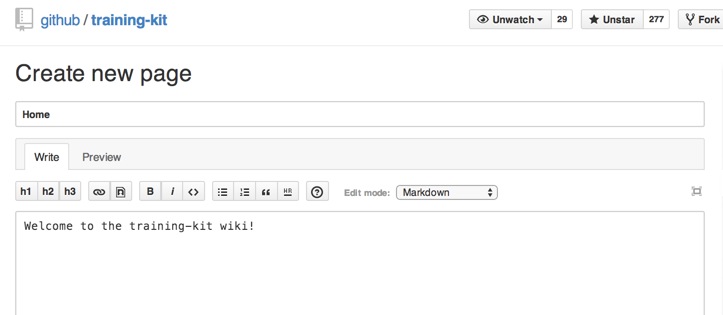 github / training-kit Unwatch 29 Unstar 277 Fork
Create new page
Home
Write Preview
h1 h2 h3 B i <> “ HR ? Edit mode: Markdown
Welcome to the training-kit wiki!